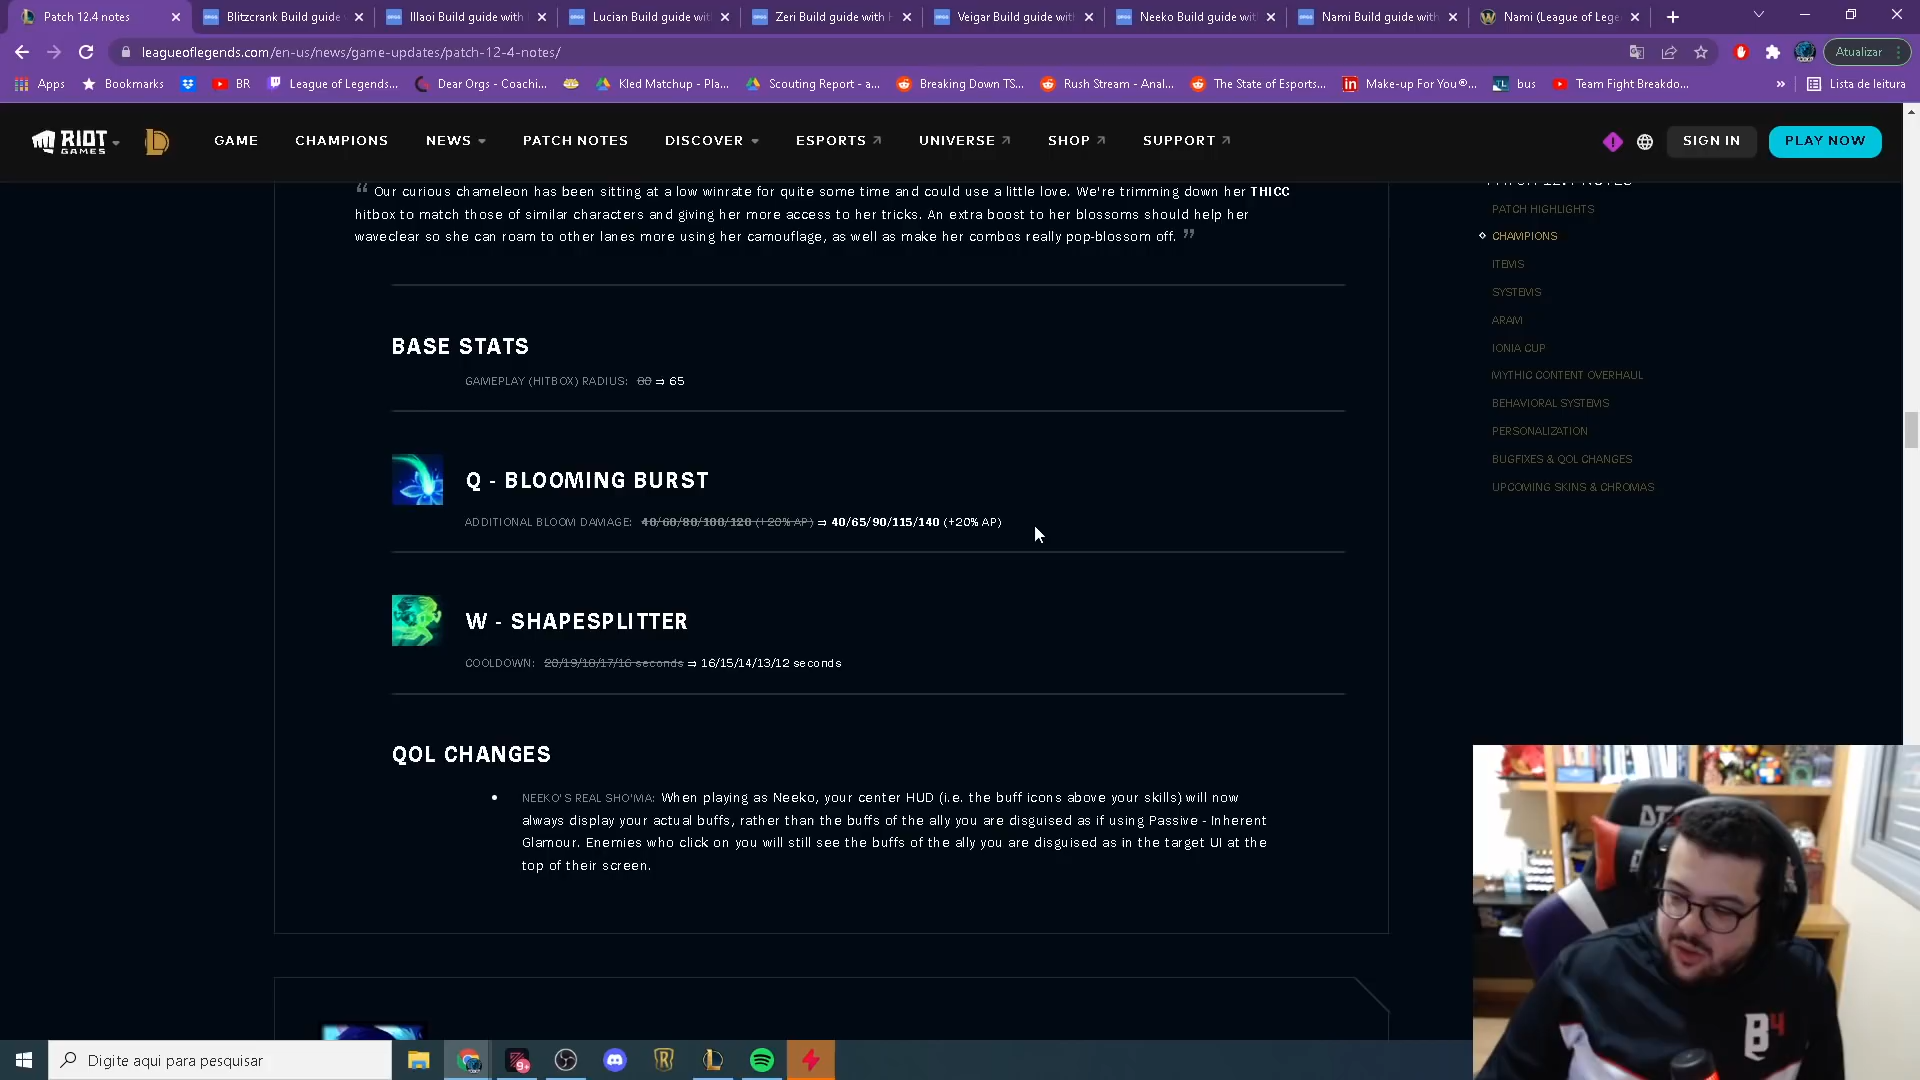 Patch 12.4 notes
Blitzcrank Build guide
Illaoi Build guide with
Lucian Build guide wit
Zeri Build guide with
Veigar Build guide wit
Neeko Build guide wit
Nami Build guide with
Nami (League of Lege
leagueoflegends.com/en-us/news/game-updates/patch-12-4-notes/
Atualizar
Apps
Bookmarks
BR
League of Legends...
Dear Orgs - Coachi...
Kled Matchup - Pla...
Scouting Report - a...
Breaking Down TS...
Rush Stream - Anal...
The State of Esports...
Make-up For You®...
bus
Team Fight Breakdo...
»
Lista de leitura
RIOT GAMES
GAME
CHAMPIONS
NEWS
PATCH NOTES
DISCOVER
ESPORTS
UNIVERSE
SHOP
SUPPORT
SIGN IN
PLAY NOW
“ Our curious chameleon has been sitting at a low winrate for quite some time and could use a little love. We're trimming down her THICC
hitbox to match those of similar characters and giving her more access to her tricks. An extra boost to her blossoms should help her
waveclear so she can roam to other lanes more using her camouflage, as well as make her combos really pop-blossom off. ”
BASE STATS
GAMEPLAY (HITBOX) RADIUS: 80 ⇒ 65
Q - BLOOMING BURST
ADDITIONAL BLOOM DAMAGE: 40/60/80/100/120 (+20% AP) ⇒ 40/65/90/115/140 (+20% AP)
W - SHAPESPLITTER
COOLDOWN: 20/19/18/17/16 seconds ⇒ 16/15/14/13/12 seconds
QOL CHANGES
• NEEKO'S REAL SHO'MA: When playing as Neeko, your center HUD (i.e. the buff icons above your skills) will now
always display your actual buffs, rather than the buffs of the ally you are disguised as if using Passive - Inherent
Glamour. Enemies who click on you will still see the buffs of the ally you are disguised as in the target UI at the
top of their screen.
PATCH 12.4 NOTES
PATCH HIGHLIGHTS
CHAMPIONS
ITEMS
SYSTEMS
ARAM
IONIA CUP
MYTHIC CONTENT OVERHAUL
BEHAVIORAL SYSTEMS
PERSONALIZATION
BUGFIXES & QOL CHANGES
UPCOMING SKINS & CHROMAS
B4
Digite aqui para pesquisar
9+